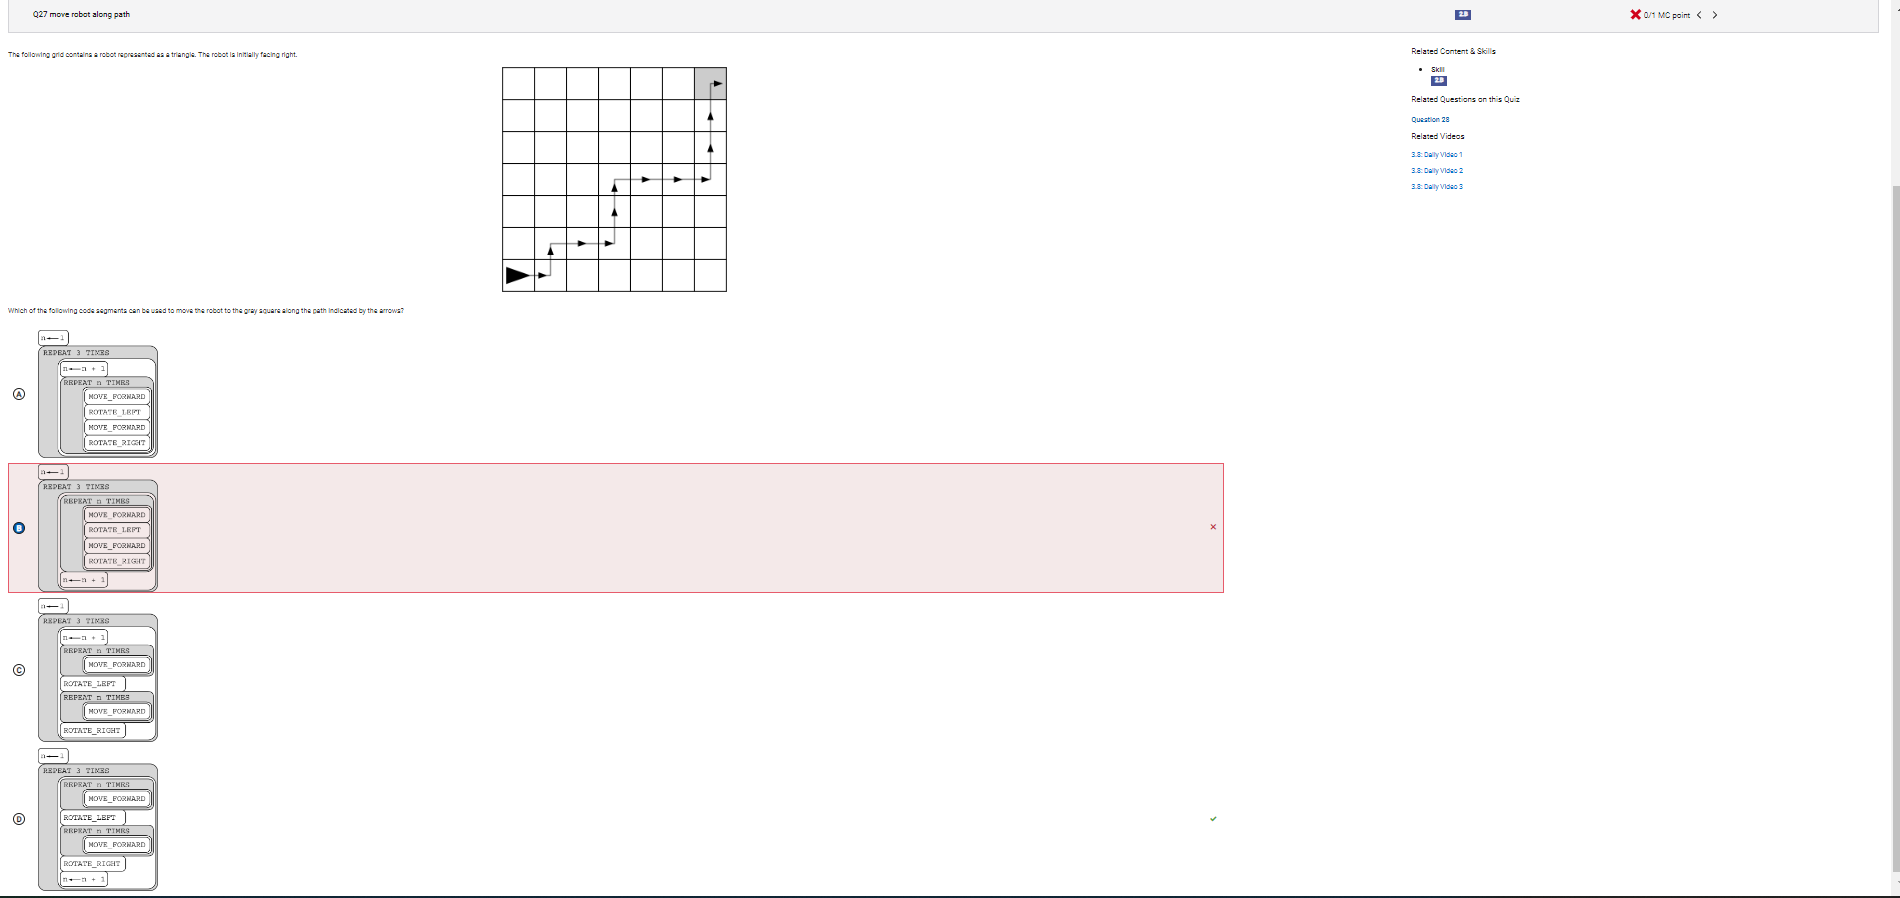 Q27 move robot along path
2.B
0/1 MC point
The following grid contains a robot represented as a triangle. The robot is initially facing right.
Related Content & Skills
Skill
2.B
Related Questions on this Quiz
Question 28
Related Videos
3.8: Daily Video 1
3.8: Daily Video 2
3.8: Daily Video 3
Which of the following code segments can be used to move the robot to the gray square along the path indicated by the arrows?
A
n ← 1
REPEAT 3 TIMES
n ← n + 1
REPEAT n TIMES
MOVE_FORWARD
ROTATE_LEFT
MOVE_FORWARD
ROTATE_RIGHT
B
n ← 1
REPEAT 3 TIMES
REPEAT n TIMES
MOVE_FORWARD
ROTATE_LEFT
MOVE_FORWARD
ROTATE_RIGHT
n ← n + 1
C
n ← 1
REPEAT 3 TIMES
n ← n + 1
REPEAT n TIMES
MOVE_FORWARD
ROTATE_LEFT
REPEAT n TIMES
MOVE_FORWARD
ROTATE_RIGHT
D
n ← 1
REPEAT 3 TIMES
REPEAT n TIMES
MOVE_FORWARD
ROTATE_LEFT
REPEAT n TIMES
MOVE_FORWARD
ROTATE_RIGHT
n ← n + 1